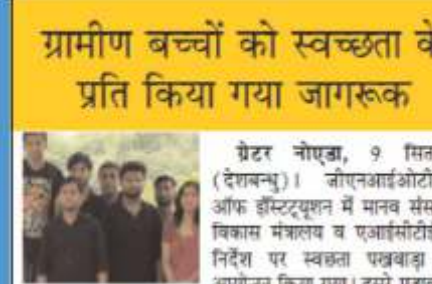 ग्रामीण बच्चों को स्वच्छता के
प्रति किया गया जागरूक
ग्रेटर नोएडा, 9 सित
(देशबन्धु)। जीएनआईओटी
ऑफ इंस्टिट्यूशन में मानव संस
विकास मंत्रालय व एआईसीटीई
निर्देश पर स्वच्छता पखवाड़ा